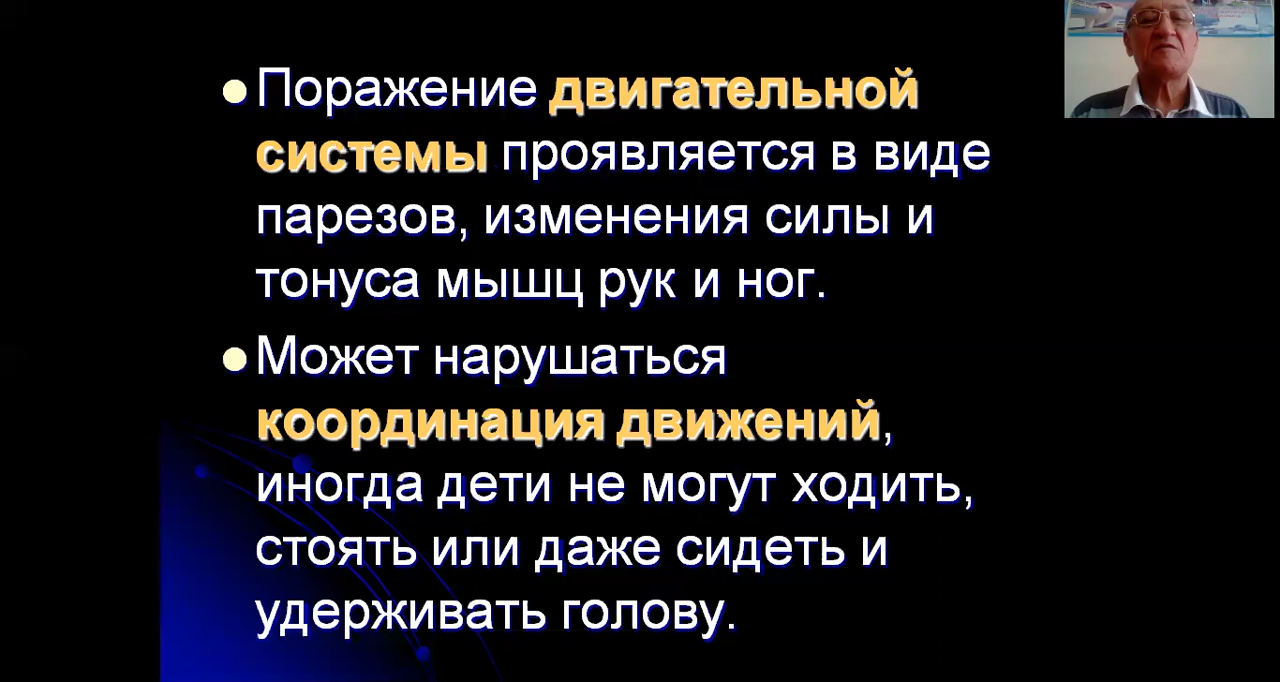 Поражение двигательной
системы проявляется в виде
парезов, изменения силы и
тонуса мышц рук и ног.
Может нарушаться
координация движений,
иногда дети не могут ходить,
стоять или даже сидеть и
удерживать голову.